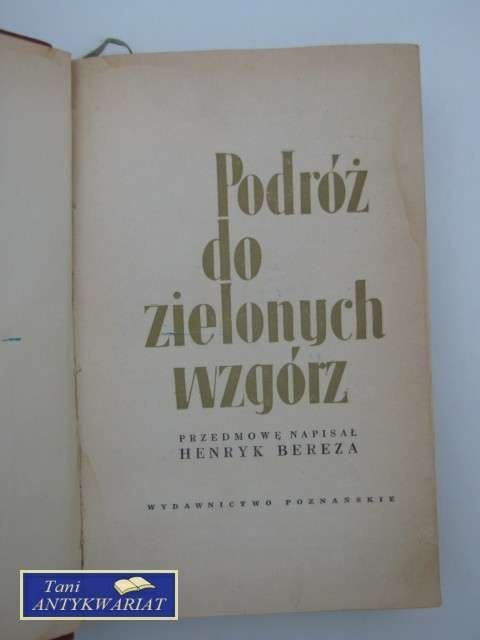 Podróż
do
zielonych
wzgórz
PRZEDMOWĘ NAPISAŁ
HENRYK BEREZA
WYDAWNICTWO POZNAŃSKIE
Tani
ANTYKWARIAT